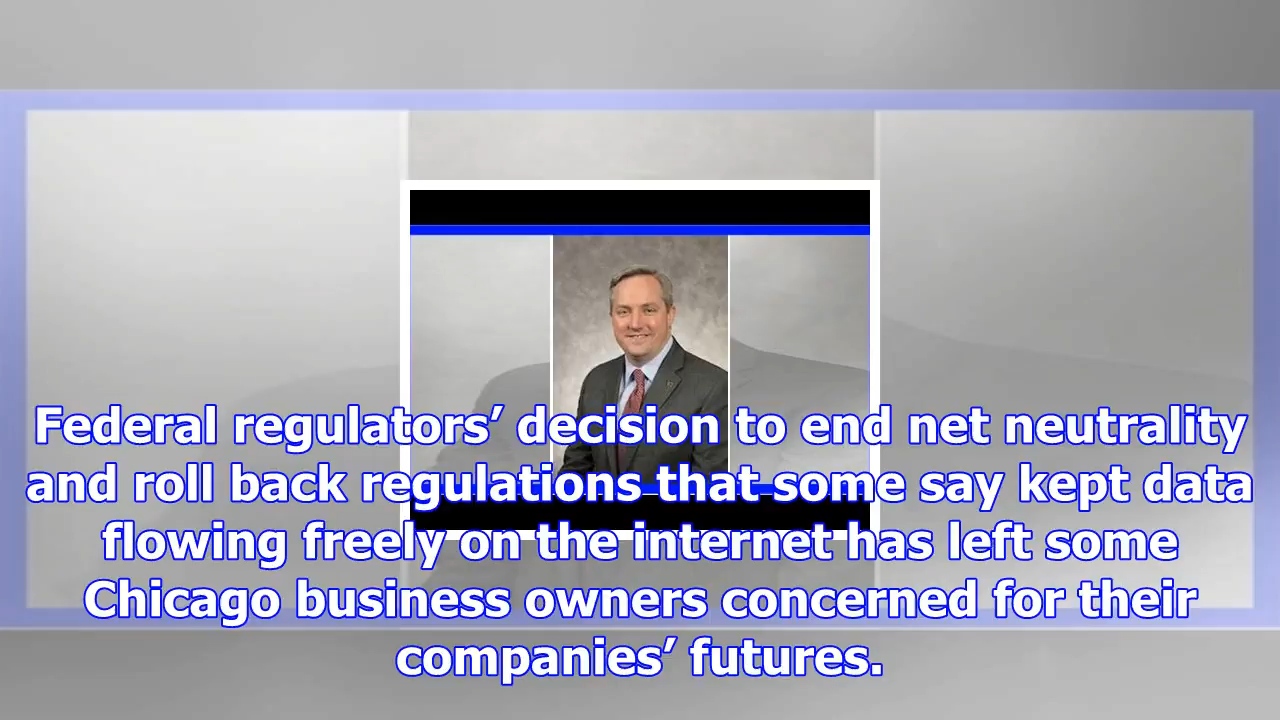 Federal regulators’ decision to end net neutrality
and roll back regulations that some say kept data
flowing freely on the internet has left some
Chicago business owners concerned for their
companies’ futures.